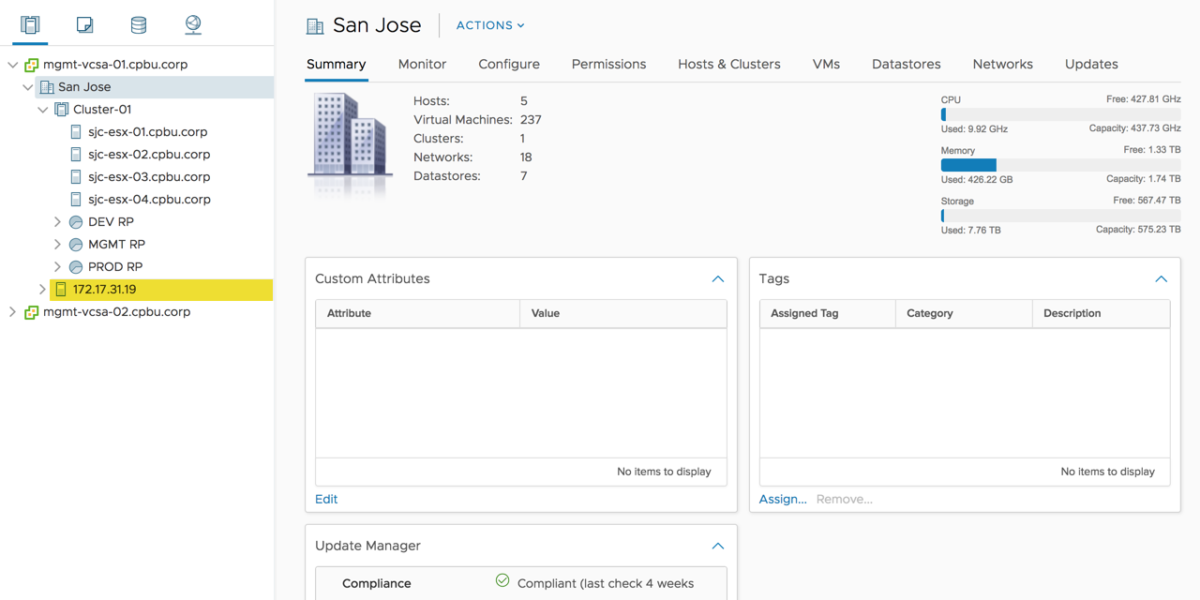 mgmt-vcsa-01.cpbu.corp
San Jose
Cluster-01
sjc-esx-01.cpbu.corp
sjc-esx-02.cpbu.corp
sjc-esx-03.cpbu.corp
sjc-esx-04.cpbu.corp
DEV RP
MGMT RP
PROD RP
172.17.31.19
mgmt-vcsa-02.cpbu.corp
San Jose ACTIONS
Summary Monitor Configure Permissions Hosts & Clusters VMs Datastores Networks Updates
Hosts: 5
Virtual Machines: 237
Clusters: 1
Networks: 18
Datastores: 7
CPU Free: 427.81 GHz
Used: 9.92 GHz Capacity: 437.73 GHz
Memory Free: 1.33 TB
Used: 426.22 GB Capacity: 1.74 TB
Storage Free: 567.47 TB
Used: 7.76 TB Capacity: 575.23 TB
Custom Attributes
Attribute Value
No items to display
Edit
Tags
Assigned Tag Category Description
No items to display
Assign... Remove...
Update Manager
Compliance Compliant (last check 4 weeks